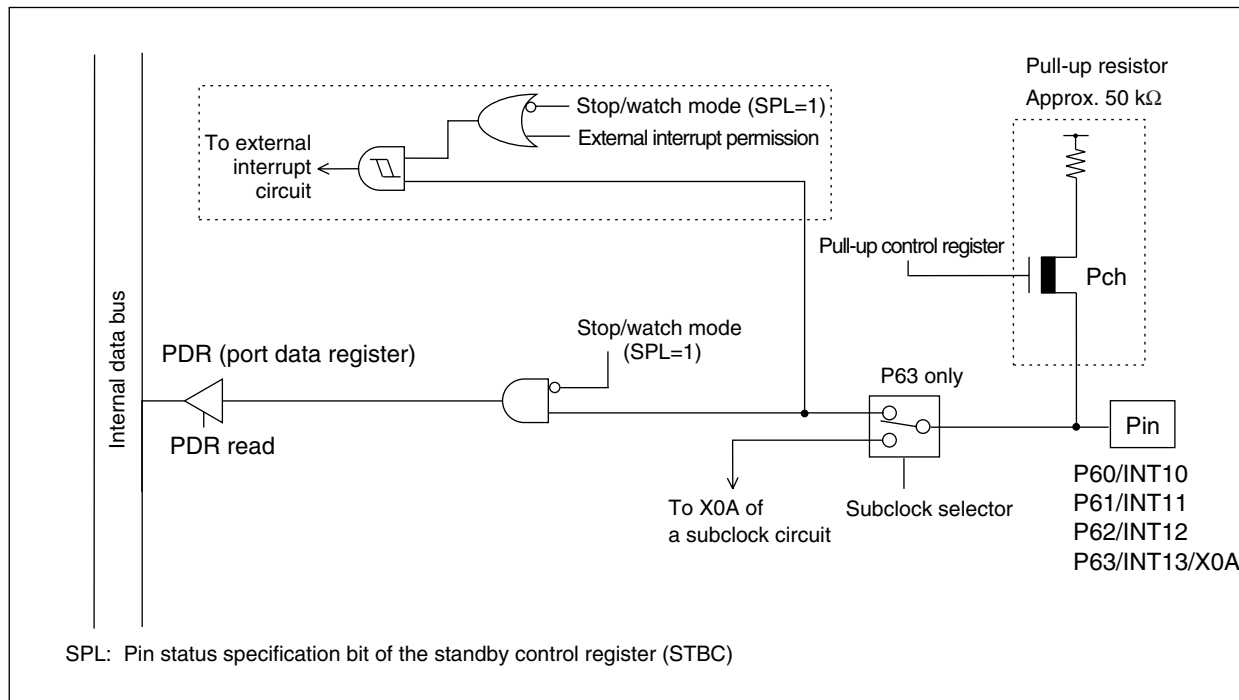 Pull-up resistor
Approx. 50 kΩ
Stop/watch mode (SPL=1)
External interrupt permission
To external
interrupt
circuit
Pull-up control register
Pch
Internal data bus
Stop/watch mode
(SPL=1)
PDR (port data register)
PDR read
P63 only
Pin
To X0A of
a subclock circuit
Subclock selector
P60/INT10
P61/INT11
P62/INT12
P63/INT13/X0A
SPL: Pin status specification bit of the standby control register (STBC)